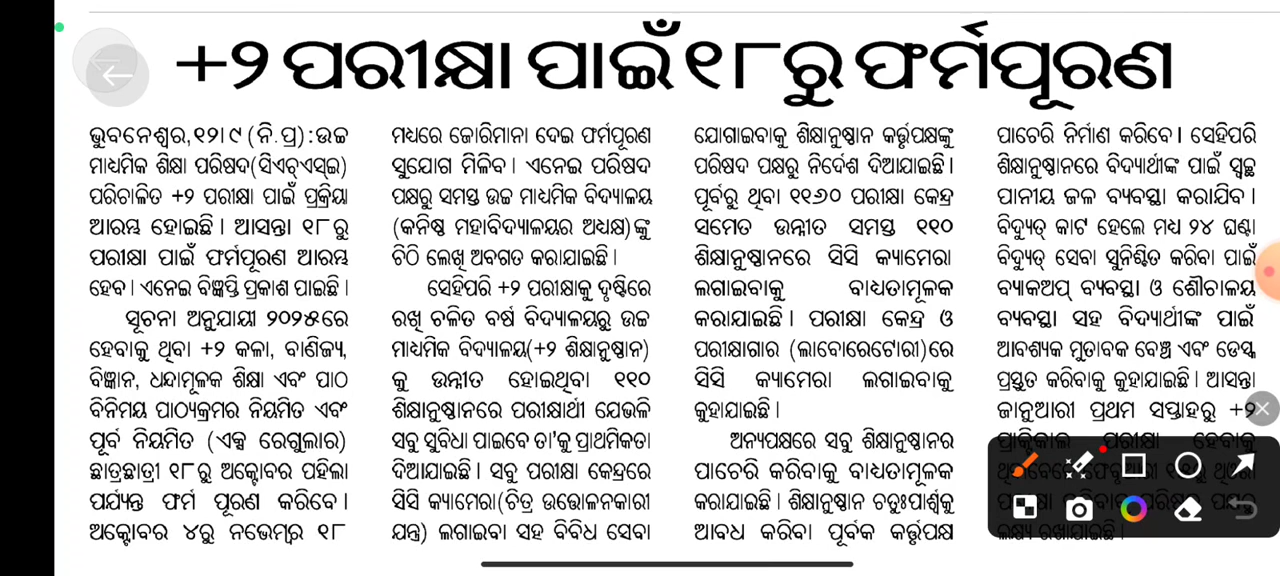 +୨ ପରୀକ୍ଷା ପାଇଁ ୧୮ରୁ ଫର୍ମପୂରଣ
ଭୁବନେଶ୍ୱର,୧୨।୯ (ନି.ପ୍ର):ଉଚ୍ଚ
ମାଧ୍ୟମିକ ଶିକ୍ଷା ପରିଷଦ(ସିଏଚ୍ଏସ୍ଇ)
ପରିଚାଳିତ +୨ ପରୀକ୍ଷା ପାଇଁ ପ୍ରକ୍ରିୟା
ଆରମ୍ଭ ହୋଇଛି। ଆସନ୍ତା ୧୮ରୁ
ପରୀକ୍ଷା ପାଇଁ ଫର୍ମପୂରଣ ଆରମ୍ଭ
ହେବ। ଏନେଇ ବିଜ୍ଞପ୍ତି ପ୍ରକାଶ ପାଇଛି।
ସୂଚନା ଅନୁଯାୟୀ ୨୦୨୫ରେ
ହେବାକୁ ଥିବା +୨ କଳା, ବାଣିଜ୍ୟ,
ବିଜ୍ଞାନ, ଧନ୍ଦାମୂଳକ ଶିକ୍ଷା ଏବଂ ପାଠ
ବିନିମୟ ପାଠ୍ୟକ୍ରମର ନିୟମିତ ଏବଂ
ପୂର୍ବ ନିୟମିତ (ଏକ୍ସ ରେଗୁଲାର)
ଛାତ୍ରଛାତ୍ରୀ ୧୮ରୁ ଅକ୍ଟୋବର ପହିଲା
ପର୍ଯ୍ୟନ୍ତ ଫର୍ମ ପୂରଣ କରିବେ।
ଅକ୍ଟୋବର ୪ରୁ ନଭେମ୍ବର ୧୮
ମଧ୍ୟରେ ଜୋରିମାନା ଦେଇ ଫର୍ମପୂରଣ
ସୁଯୋଗ ମିଳିବ। ଏନେଇ ପରିଷଦ
ପକ୍ଷରୁ ସମସ୍ତ ଉଚ୍ଚ ମାଧ୍ୟମିକ ବିଦ୍ୟାଳୟ
(କନିଷ୍ଠ ମହାବିଦ୍ୟାଳୟର ଅଧ୍ୟକ୍ଷ)ଙ୍କୁ
ଚିଠି ଲେଖି ଅବଗତ କରାଯାଇଛି।
ସେହିପରି +୨ ପରୀକ୍ଷାକୁ ଦୃଷ୍ଟିରେ
ରଖି ଚଳିତ ବର୍ଷ ବିଦ୍ୟାଳୟରୁ ଉଚ୍ଚ
ମାଧ୍ୟମିକ ବିଦ୍ୟାଳୟ(+୨ ଶିକ୍ଷାନୁଷ୍ଠାନ)
କୁ ଉନ୍ନୀତ ହୋଇଥିବା ୧୧୦
ଶିକ୍ଷାନୁଷ୍ଠାନରେ ପରୀକ୍ଷାର୍ଥୀ ଯେଭଳି
ସବୁ ସୁବିଧା ପାଇବେ ତା'କୁ ପ୍ରାଥମିକତା
ଦିଆଯାଇଛି। ସବୁ ପରୀକ୍ଷା କେନ୍ଦ୍ରରେ
ସିସି କ୍ୟାମେରା(ଚିତ୍ର ଉତ୍ତୋଳନକାରୀ
ଯନ୍ତ୍ର) ଲଗାଇବା ସହ ବିବିଧ ସେବା
ଯୋଗାଇବାକୁ ଶିକ୍ଷାନୁଷ୍ଠାନ କର୍ତ୍ତୃପକ୍ଷଙ୍କୁ
ପରିଷଦ ପକ୍ଷରୁ ନିର୍ଦେଶ ଦିଆଯାଇଛି।
ପୂର୍ବରୁ ଥିବା ୧୧୬୦ ପରୀକ୍ଷା କେନ୍ଦ୍ର
ସମେତ ଉନ୍ନୀତ ସମସ୍ତ ୧୧୦
ଶିକ୍ଷାନୁଷ୍ଠାନରେ ସିସି କ୍ୟାମେରା
ଲଗାଇବାକୁ ବାଧ୍ୟତାମୂଳକ
କରାଯାଇଛି। ପରୀକ୍ଷା କେନ୍ଦ୍ର ଓ
ପରୀକ୍ଷାଗାର (ଲାବୋରେଟୋରୀ)ରେ
ସିସି କ୍ୟାମେରା ଲଗାଇବାକୁ
କୁହାଯାଇଛି।
ଅନ୍ୟପକ୍ଷରେ ସବୁ ଶିକ୍ଷାନୁଷ୍ଠାନର
ପାଚେରି କରିବାକୁ ବାଧ୍ୟତାମୂଳକ
କରାଯାଇଛି। ଶିକ୍ଷାନୁଷ୍ଠାନ ଚତୁଃପାର୍ଶ୍ୱକୁ
ଆବଧ କରିବା ପୂର୍ବକ କର୍ତ୍ତୃପକ୍ଷ
ପାଚେରି ନିର୍ମାଣ କରିବେ। ସେହିପରି
ଶିକ୍ଷାନୁଷ୍ଠାନରେ ବିଦ୍ୟାର୍ଥୀଙ୍କ ପାଇଁ ସ୍ୱଚ୍ଛ
ପାନୀୟ ଜଳ ବ୍ୟବସ୍ଥା କରାଯିବ।
ବିଦ୍ୟୁତ୍ କାଟ ହେଲେ ମଧ୍ୟ ୨୪ ଘଣ୍ଟା
ବିଦ୍ୟୁତ୍ ସେବା ସୁନିଶ୍ଚିତ କରିବା ପାଇଁ
ବ୍ୟାକଅପ୍ ବ୍ୟବସ୍ଥା ଓ ଶୌଚାଳୟ
ବ୍ୟବସ୍ଥା ସହ ବିଦ୍ୟାର୍ଥୀଙ୍କ ପାଇଁ
ଆବଶ୍ୟକ ମୁତାବକ ବେଞ୍ଚ ଏବଂ ଡେସ୍କ
ପ୍ରସ୍ତୁତ କରିବାକୁ କୁହାଯାଇଛି। ଆସନ୍ତା
ଜାନୁଆରୀ ପ୍ରଥମ ସପ୍ତାହରୁ +୨
ପ୍ରାକ୍ଟିକାଲ ପରୀକ୍ଷା ହେବାକୁ
ଲକ୍ଷ୍ୟ ରଖାଯାଇଛି।